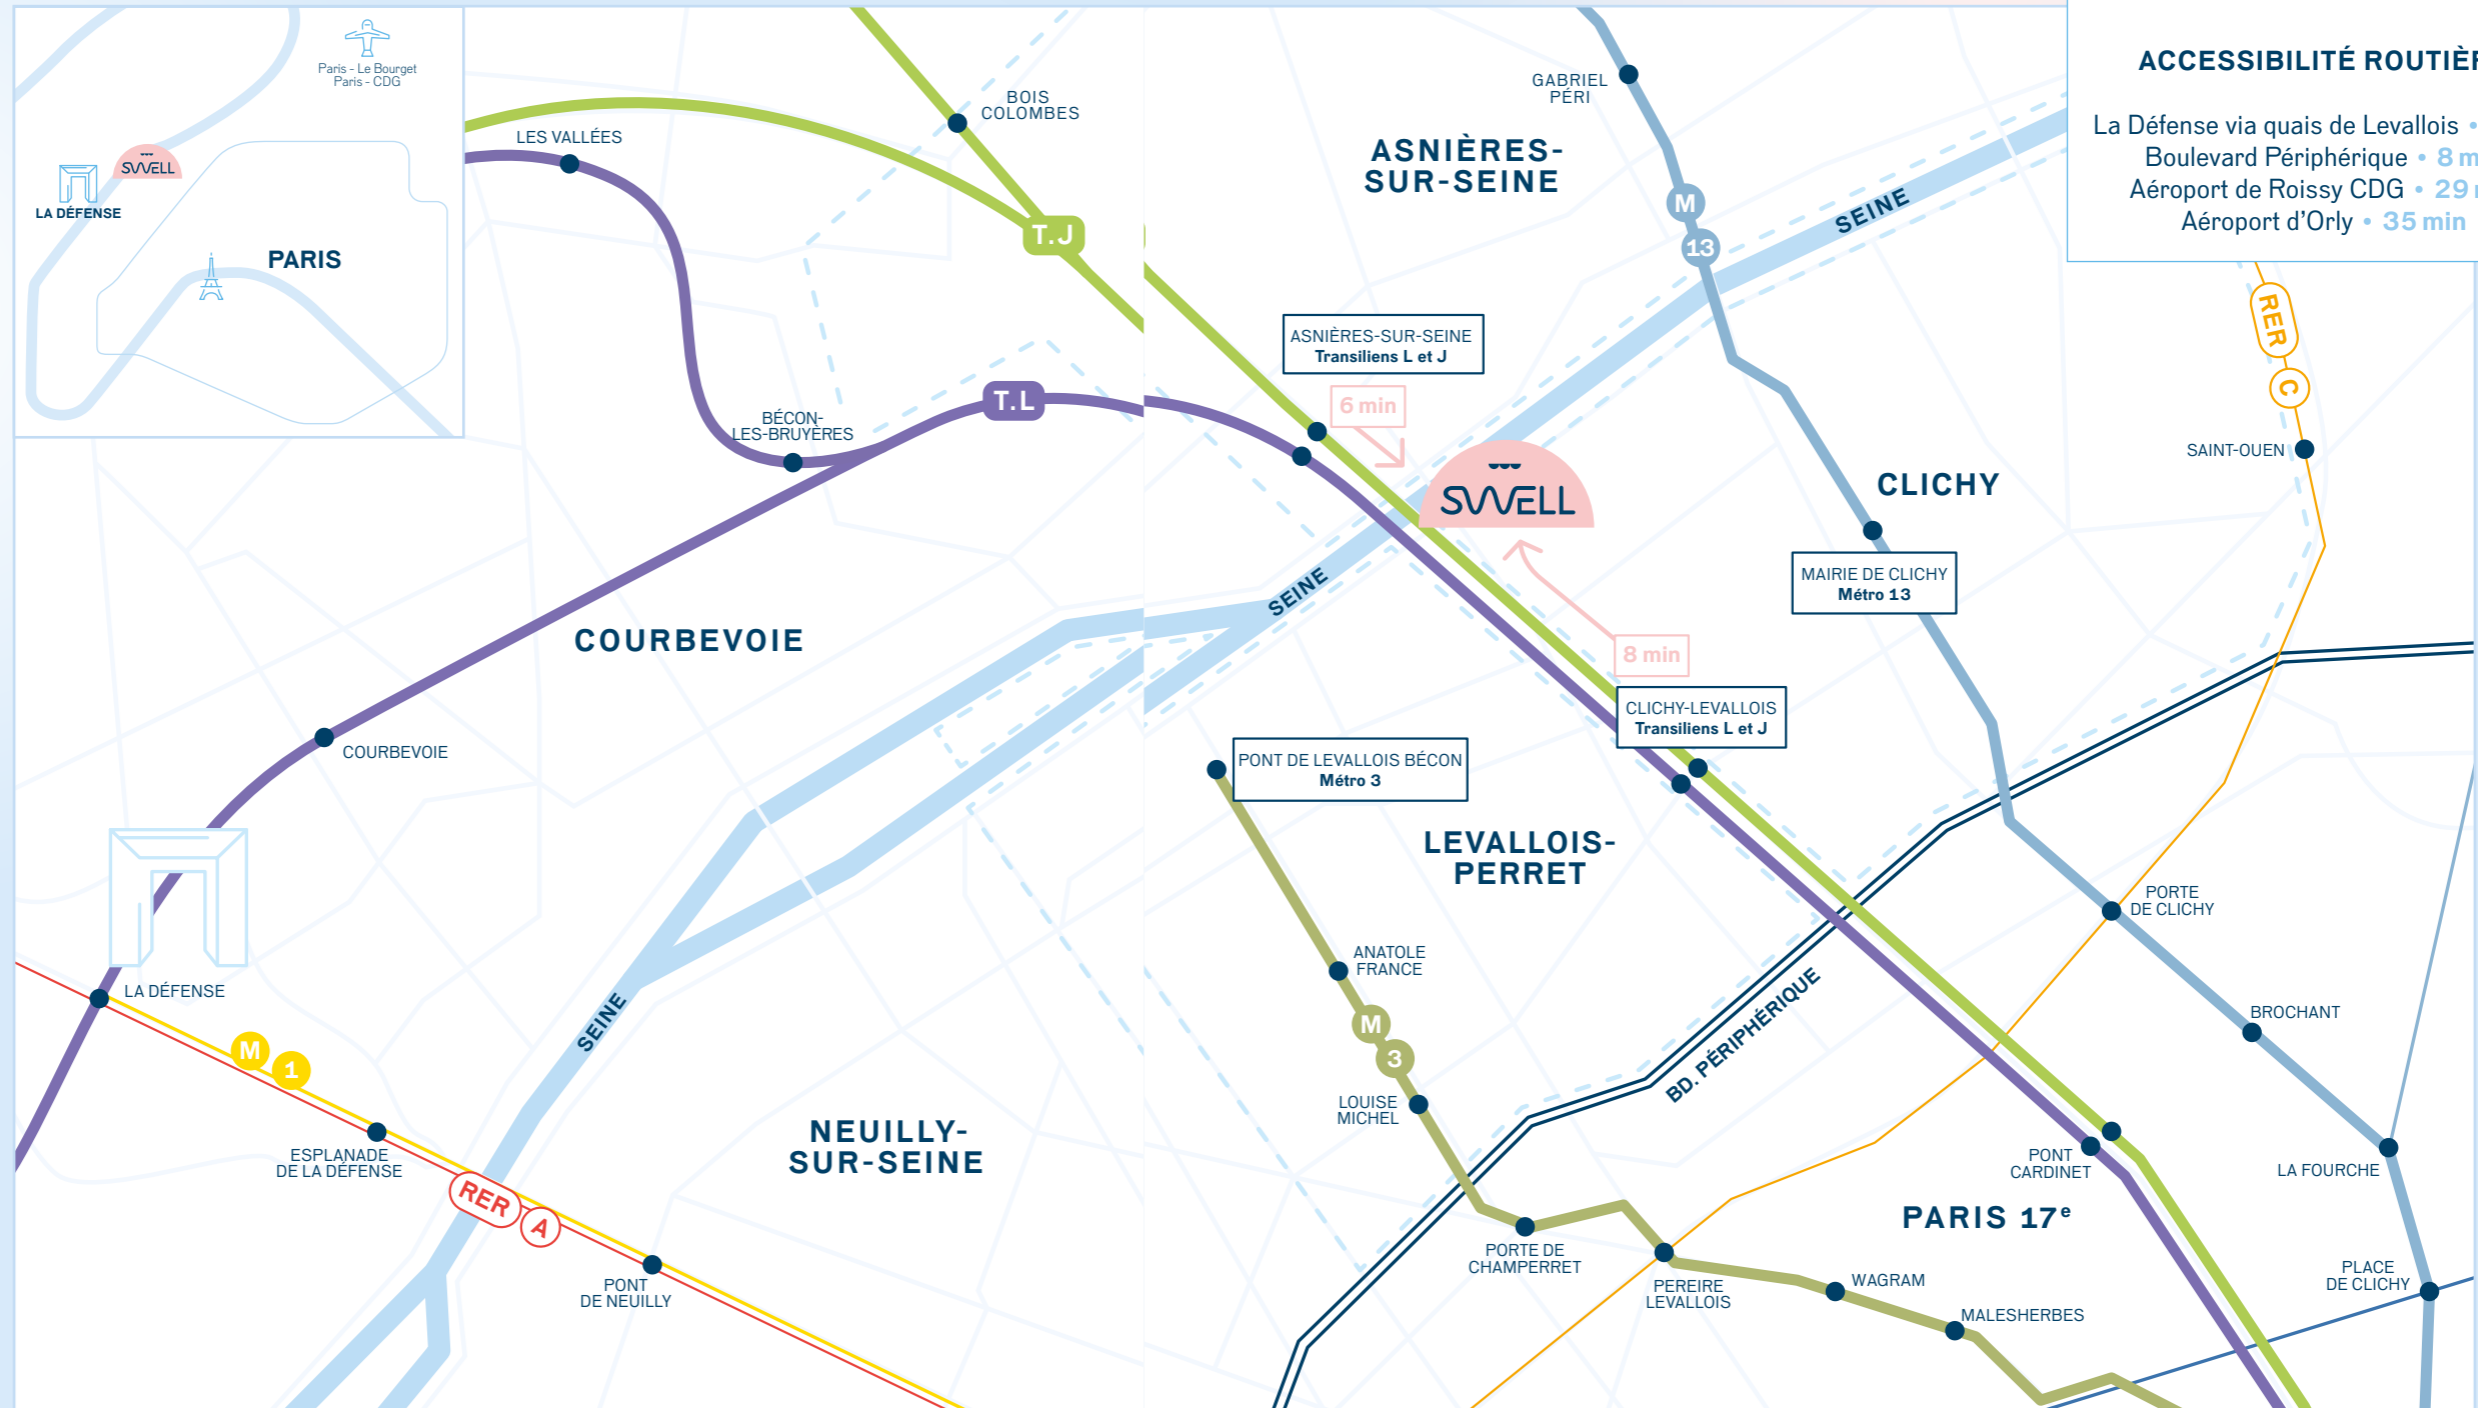 Paris - Le Bourget
Paris - CDG
SWELL
LA DÉFENSE
PARIS
LES VALLÉES
BOIS
COLOMBES
T.J
BÉCON-
LES-BRUYÈRES
T.L
COURBEVOIE
COURBEVOIE
LA DÉFENSE
M
1
ESPLANADE
DE LA DÉFENSE
RER
A
PONT
DE NEUILLY
SEINE
NEUILLY-
SUR-SEINE
GABRIEL
PÉRI
ASNIÈRES-
SUR-SEINE
M
13
SEINE
ACCESSIBILITÉ ROUTIÈR
La Défense via quais de Levallois •
Boulevard Périphérique • 8 m
Aéroport de Roissy CDG • 29
Aéroport d'Orly • 35 min
RER
C
SAINT-OUEN
ASNIÈRES-SUR-SEINE
Transiliens L et J
6 min
SWELL
CLICHY
MAIRIE DE CLICHY
Métro 13
SEINE
8 min
CLICHY-LEVALLOIS
Transiliens L et J
PONT DE LEVALLOIS BÉCON
Métro 3
LEVALLOIS-
PERRET
ANATOLE
FRANCE
M
3
LOUISE
MICHEL
BD. PÉRIPHÉRIQUE
PORTE
DE CLICHY
BROCHANT
PONT
CARDINET
LA FOURCHE
PARIS 17e
PORTE DE
CHAMPERRET
PEREIRE
LEVALLOIS
WAGRAM
MALESHERBES
PLACE
DE CLICHY